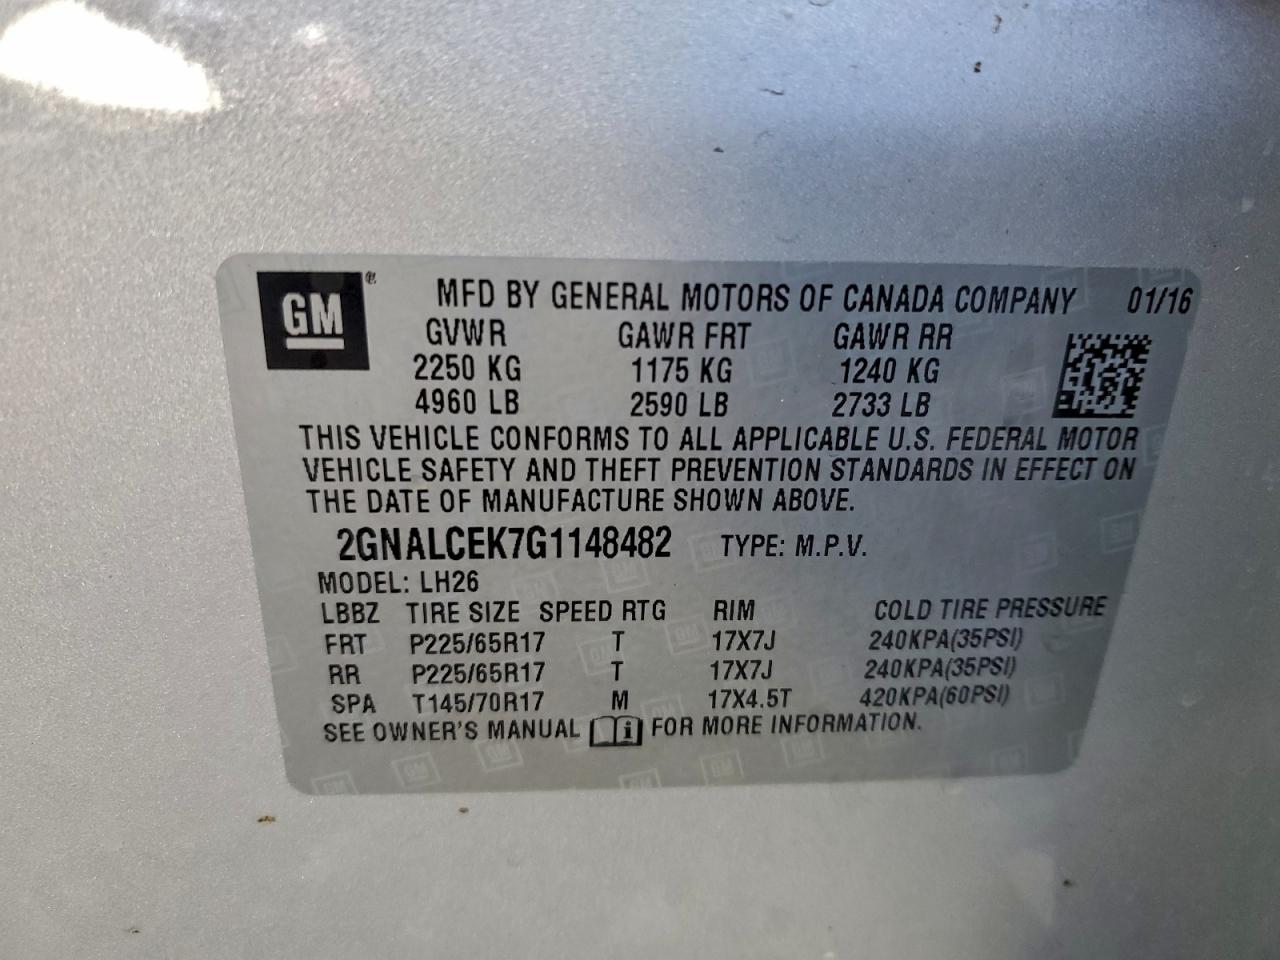 GM ® MFD BY GENERAL MOTORS OF CANADA COMPANY 01/16
GVWR GAWR FRT GAWR RR
2250 KG 1175 KG 1240 KG
4960 LB 2590 LB 2733 LB
THIS VEHICLE CONFORMS TO ALL APPLICABLE U.S. FEDERAL MOTOR
VEHICLE SAFETY AND THEFT PREVENTION STANDARDS IN EFFECT ON
THE DATE OF MANUFACTURE SHOWN ABOVE.
2GNALCEK7G1148482 TYPE: M.P.V.
MODEL: LH26
LBBZ TIRE SIZE SPEED RTG RIM COLD TIRE PRESSURE
FRT P225/65R17 T 17X7J 240KPA(35PSI)
RR P225/65R17 T 17X7J 240KPA(35PSI)
SPA T145/70R17 M 17X4.5T 420KPA(60PSI)
SEE OWNER'S MANUAL i FOR MORE INFORMATION.